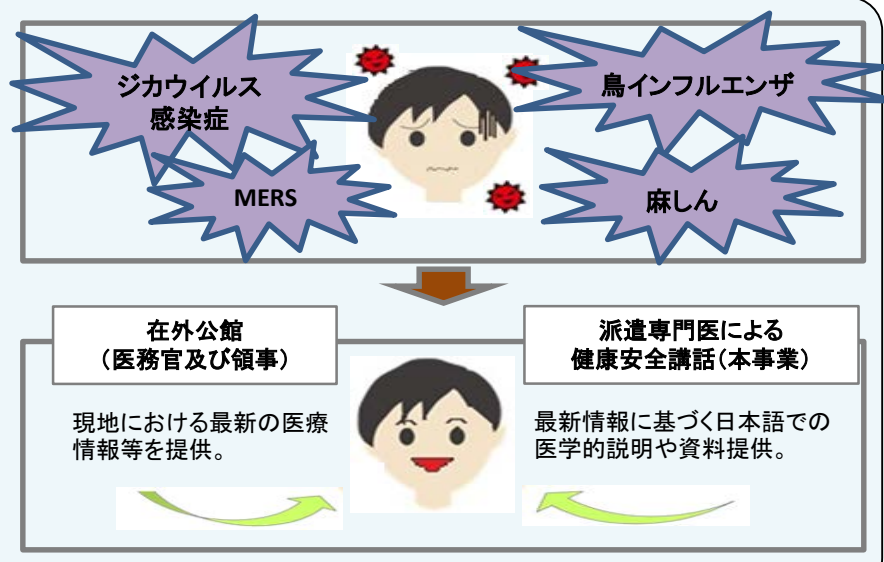 ジカウイルス
感染症
鳥インフルエンザ
MERS
麻しん
在外公館
（医務官及び領事）
派遣専門医による
健康安全講話（本事業）
現地における最新の医療
情報等を提供。
最新情報に基づく日本語での
医学的説明や資料提供。